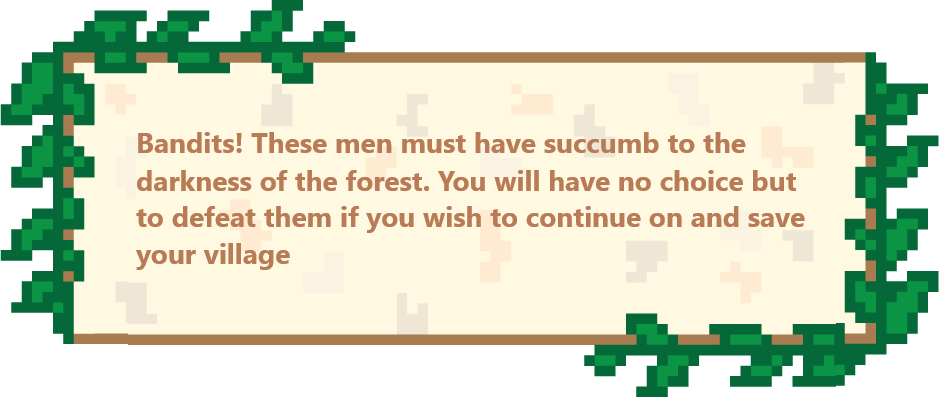 Bandits! These men must have succumb to the
darkness of the forest. You will have no choice but
to defeat them if you wish to continue on and save
your village